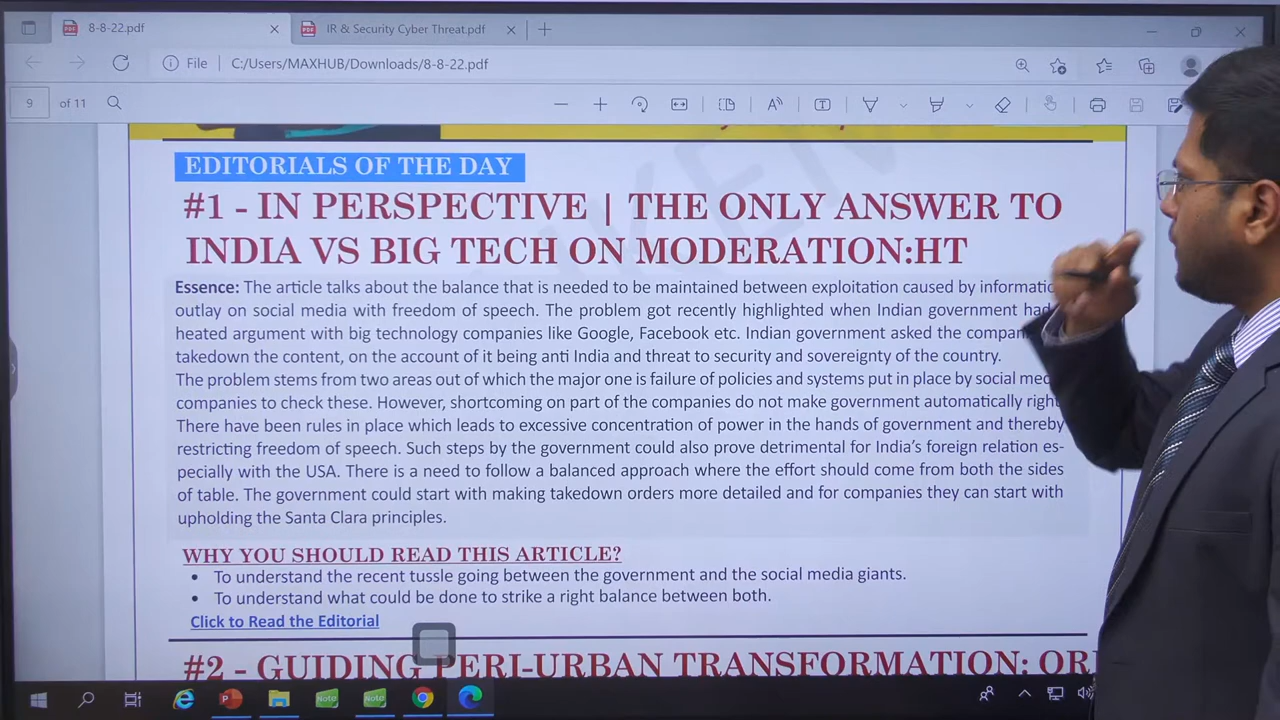 8-8-22.pdf
IR & Security Cyber Threat.pdf
File
C:/Users/MAXHUB/Downloads/8-8-22.pdf
9 of 11
EDITORIALS OF THE DAY
#1 - IN PERSPECTIVE | THE ONLY ANSWER TO
INDIA VS BIG TECH ON MODERATION:HT
Essence: The article talks about the balance that is needed to be maintained between exploitation caused by informatio
outlay on social media with freedom of speech. The problem got recently highlighted when Indian government had
heated argument with big technology companies like Google, Facebook etc. Indian government asked the compan
takedown the content, on the account of it being anti India and threat to security and sovereignty of the country.
The problem stems from two areas out of which the major one is failure of policies and systems put in place by social med
companies to check these. However, shortcoming on part of the companies do not make government automatically right.
There have been rules in place which leads to excessive concentration of power in the hands of government and thereby
restricting freedom of speech. Such steps by the government could also prove detrimental for India's foreign relation es-
pecially with the USA. There is a need to follow a balanced approach where the effort should come from both the sides
of table. The government could start with making takedown orders more detailed and for companies they can start with
upholding the Santa Clara principles.
WHY YOU SHOULD READ THIS ARTICLE?
• To understand the recent tussle going between the government and the social media giants.
• To understand what could be done to strike a right balance between both.
Click to Read the Editorial
#2 - GUIDING PERI-URBAN TRANSFORMATION: ORI
Note
Note